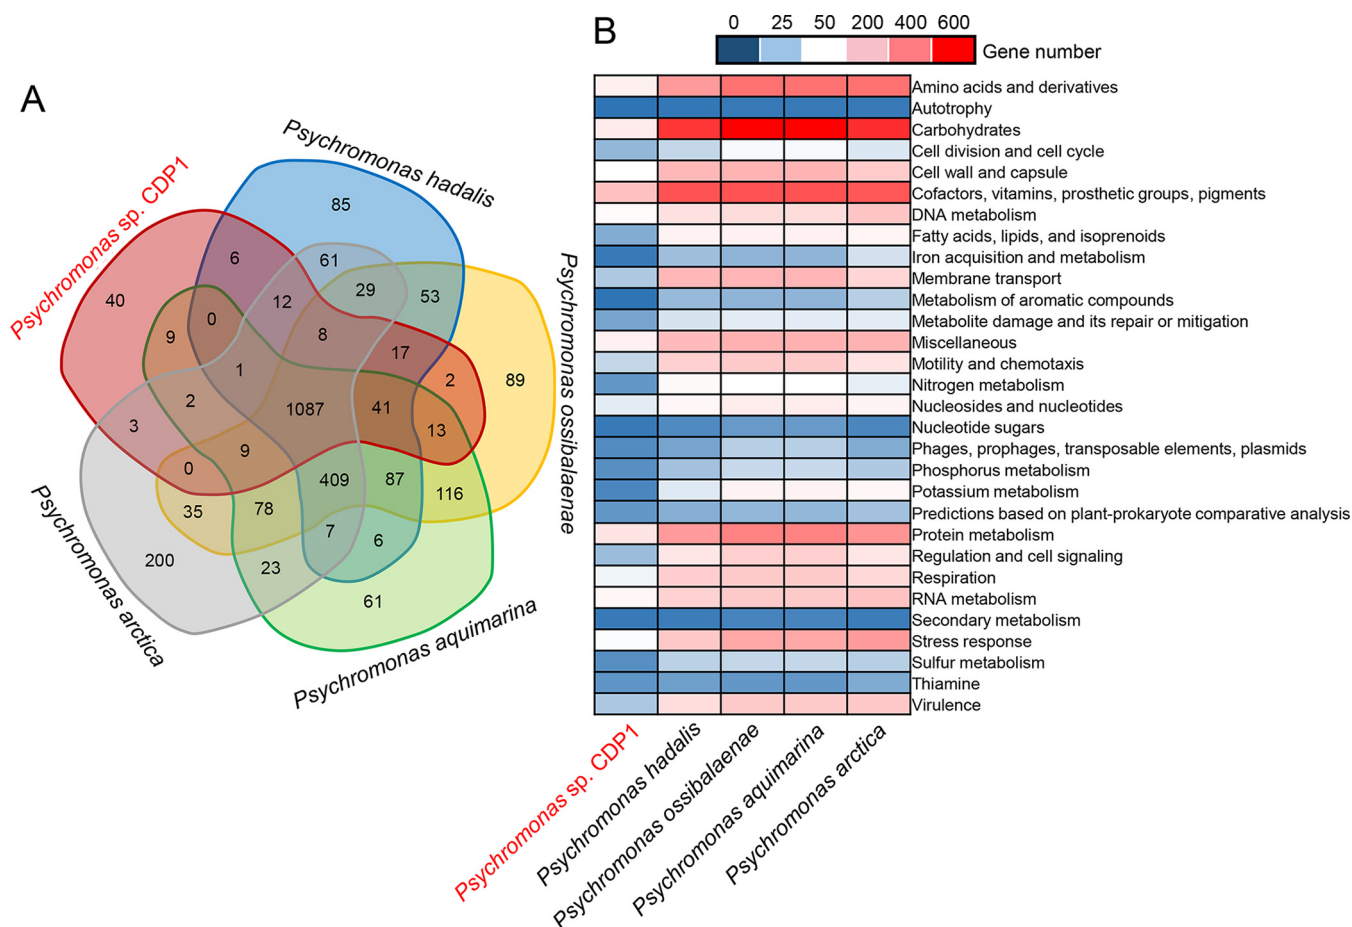 A
Psychromonas sp. CDP1
Psychromonas hadalis
Psychromonas ossibalaenae
Psychromonas aquimarina
Psychromonas arctica
85
6
61
40
12
29
53
0
9
8
17
1
2
89
2
1087
41
3
13
9
0
409
87
116
35
78
7
6
200
23
61
B
0 25 50 200 400 600
Gene number
Amino acids and derivatives
Autotrophy
Carbohydrates
Cell division and cell cycle
Cell wall and capsule
Cofactors, vitamins, prosthetic groups, pigments
DNA metabolism
Fatty acids, lipids, and isoprenoids
Iron acquisition and metabolism
Membrane transport
Metabolism of aromatic compounds
Metabolite damage and its repair or mitigation
Miscellaneous
Motility and chemotaxis
Nitrogen metabolism
Nucleosides and nucleotides
Nucleotide sugars
Phages, prophages, transposable elements, plasmids
Phosphorus metabolism
Potassium metabolism
Predictions based on plant-prokaryote comparative analysis
Protein metabolism
Regulation and cell signaling
Respiration
RNA metabolism
Secondary metabolism
Stress response
Sulfur metabolism
Thiamine
Virulence
Psychromonas sp. CDP1
Psychromonas hadalis
Psychromonas ossibalaenae
Psychromonas aquimarina
Psychromonas arctica